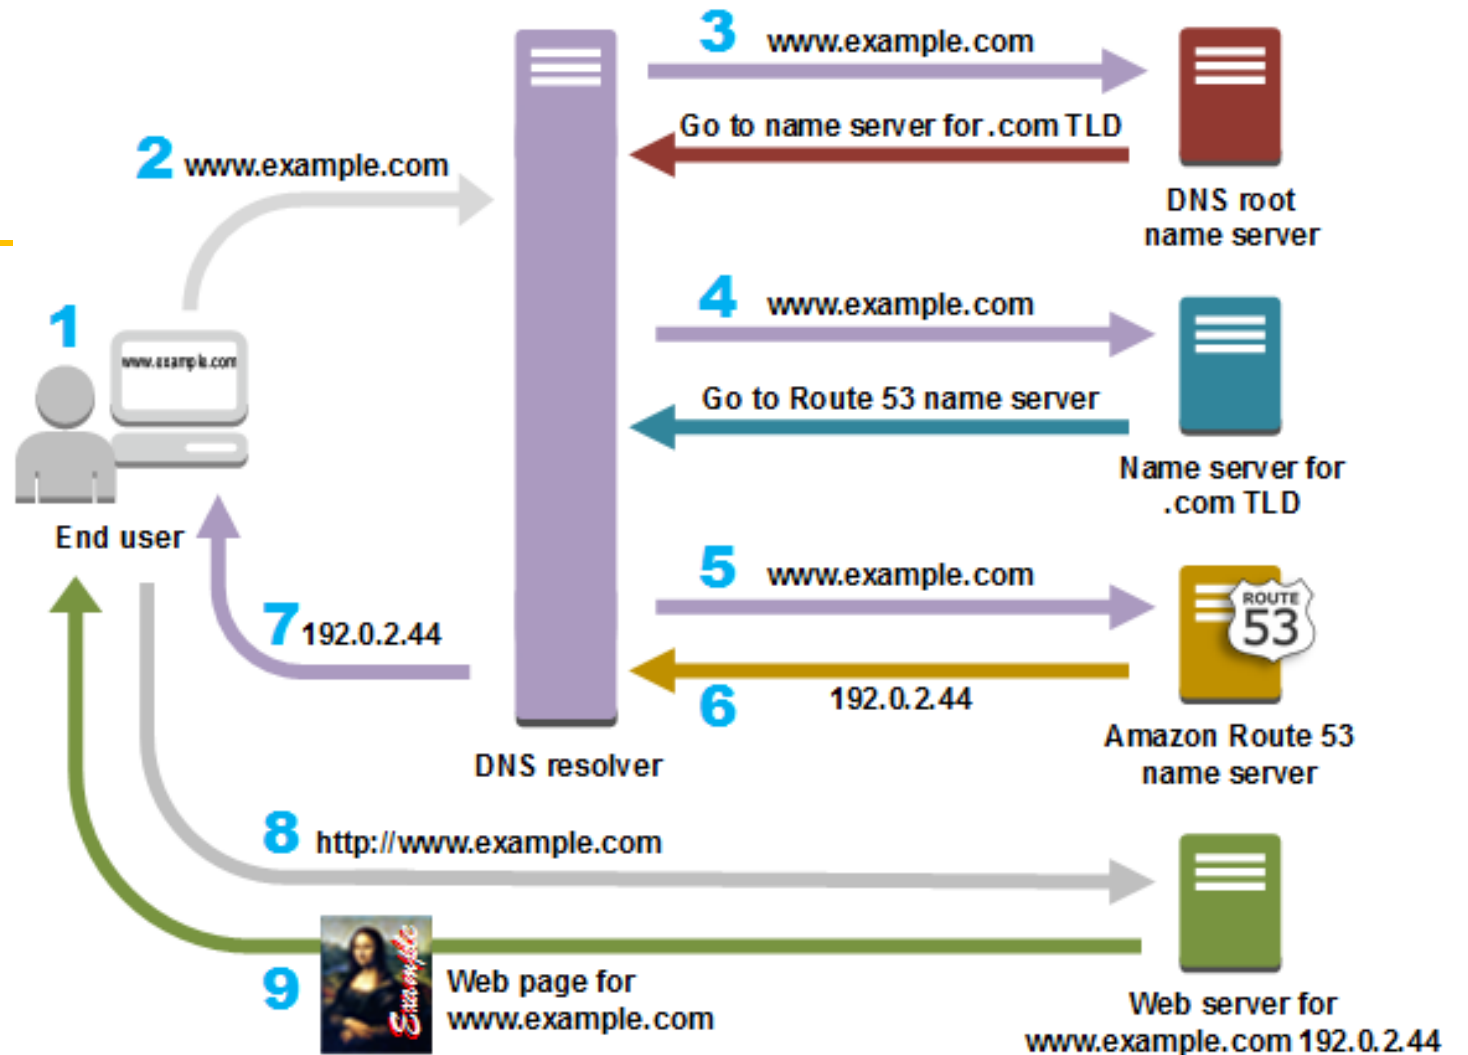 3 www.example.com
Go to name server for .com TLD
DNS root
name server
2 www.example.com
1
www.example.com
End user
4 www.example.com
Go to Route 53 name server
Name server for
.com TLD
5 www.example.com
ROUTE
53
6 192.0.2.44
Amazon Route 53
name server
7 192.0.2.44
DNS resolver
8 http://www.example.com
9
Example
Web page for
www.example.com
Web server for
www.example.com 192.0.2.44